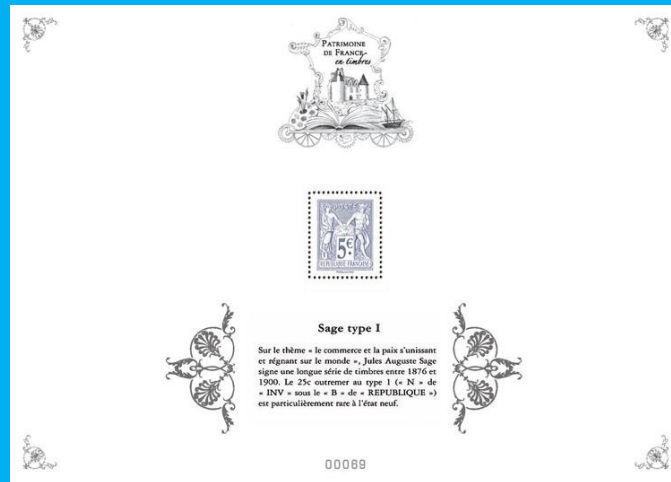 PATRIMOINE
DE FRANCE
en timbres
POSTES
5€
REPUBLIQUE FRANÇAISE
Sage type I
Sur le thème « le commerce et la paix s'unissant
et régnant sur le monde », Jules Auguste Sage
signe une longue série de timbres entre 1876 et
1900. Le 25c outremer au type I (« N » de
« INV » sous le « B » de « REPUBLIQUE »)
est particulièrement rare à l'état neuf.
00069